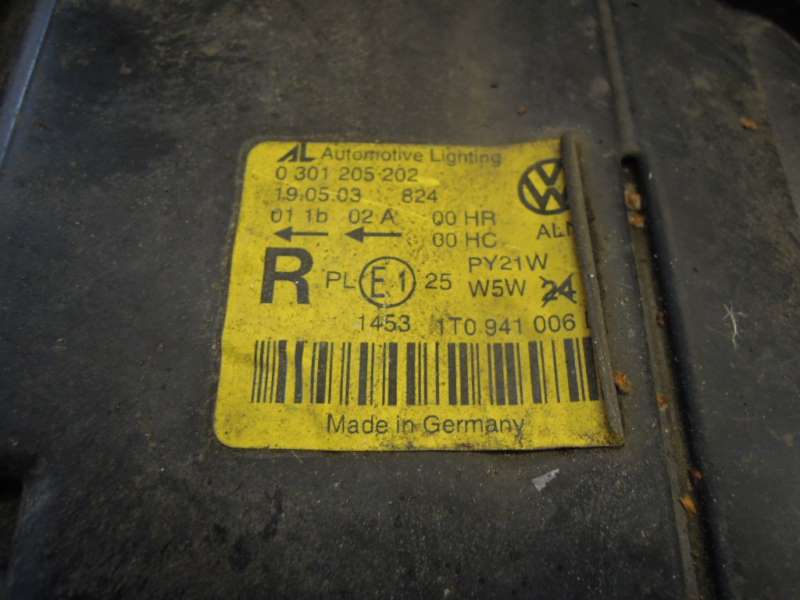 AL Automotive Lighting
0 301 205 202
19.05.03 824
01 1b 02 A 00 HR
00 HC
R PL E1 25 PY21W
W5W 24
1453 1T0 941 006
Made in Germany
VW